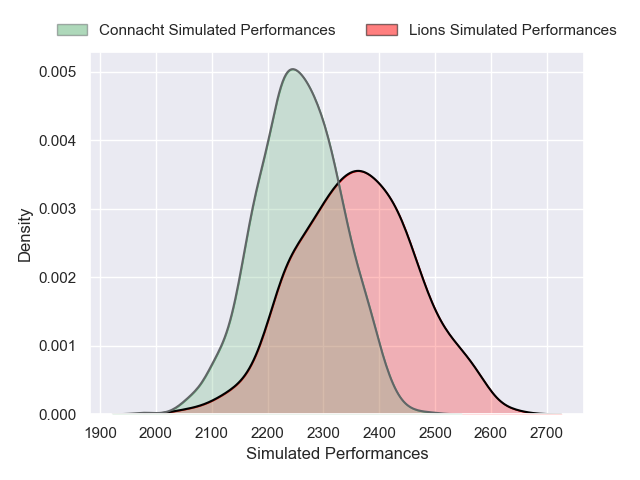 Connacht Simulated Performances
Lions Simulated Performances
0.005
0.004
0.003
0.002
0.001
0.000
Density
1900 2000 2100 2200 2300 2400 2500 2600 2700
Simulated Performances